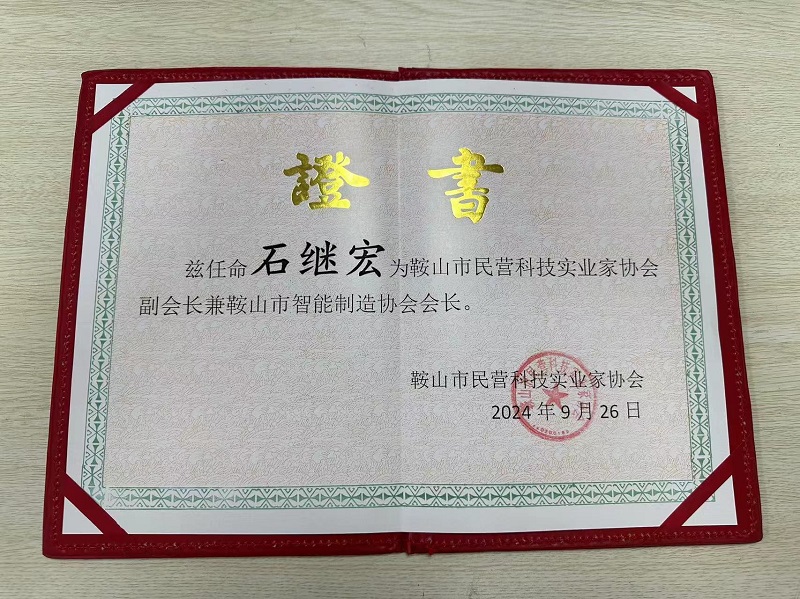 證書
兹任命石继宏为鞍山市民营科技实业家协会
副会长兼鞍山市智能制造协会会长。
鞍山市民营科技实业家协会
2024年9月26日